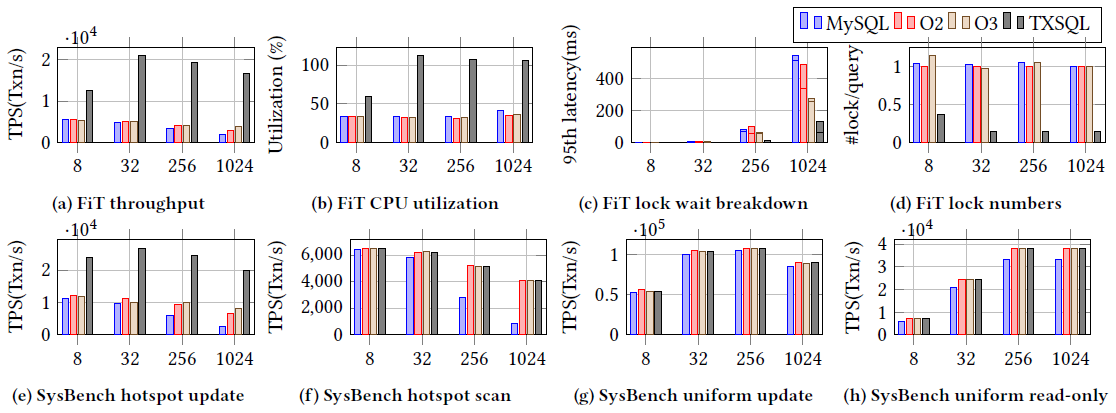 MySQL O2 O3 TXSQL
·10^4
TPS(Txn/s)
2
1
0
8 32 256 1024
(a) FiT throughput
Utilization (%)
100
50
0
8 32 256 1024
(b) FiT CPU utilization
95th latency(ms)
400
200
0
8 32 256 1024
(c) FiT lock wait breakdown
#lock/query
1
0.5
0
8 32 256 1024
(d) FiT lock numbers
·10^4
TPS(Txn/s)
2
1
0
8 32 256 1024
(e) SysBench hotspot update
TPS(Txn/s)
6,000
4,000
2,000
0
8 32 256 1024
(f) SysBench hotspot scan
·10^5
TPS(Txn/s)
1
0.5
0
8 32 256 1024
(g) SysBench uniform update
·10^4
TPS(Txn/s)
4
3
2
1
0
8 32 256 1024
(h) SysBench uniform read-only